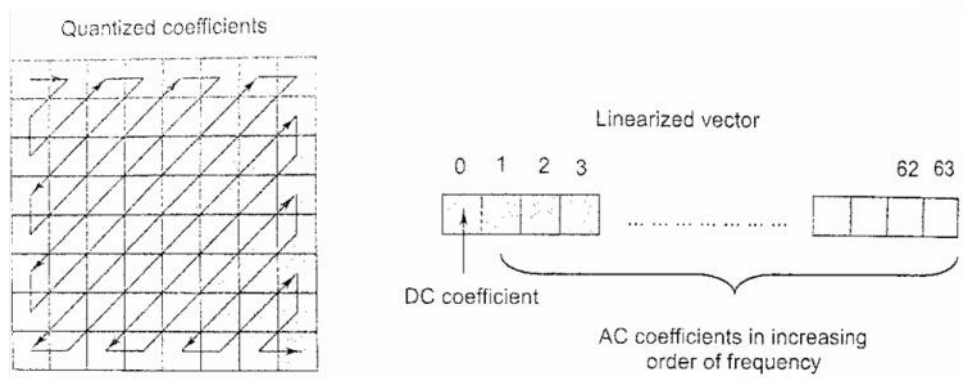 Quantized coefficients
Linearized vector
0 1 2 3 62 63
... ... ... ... ... ... ...
DC coefficient
AC coefficients in increasing
order of frequency